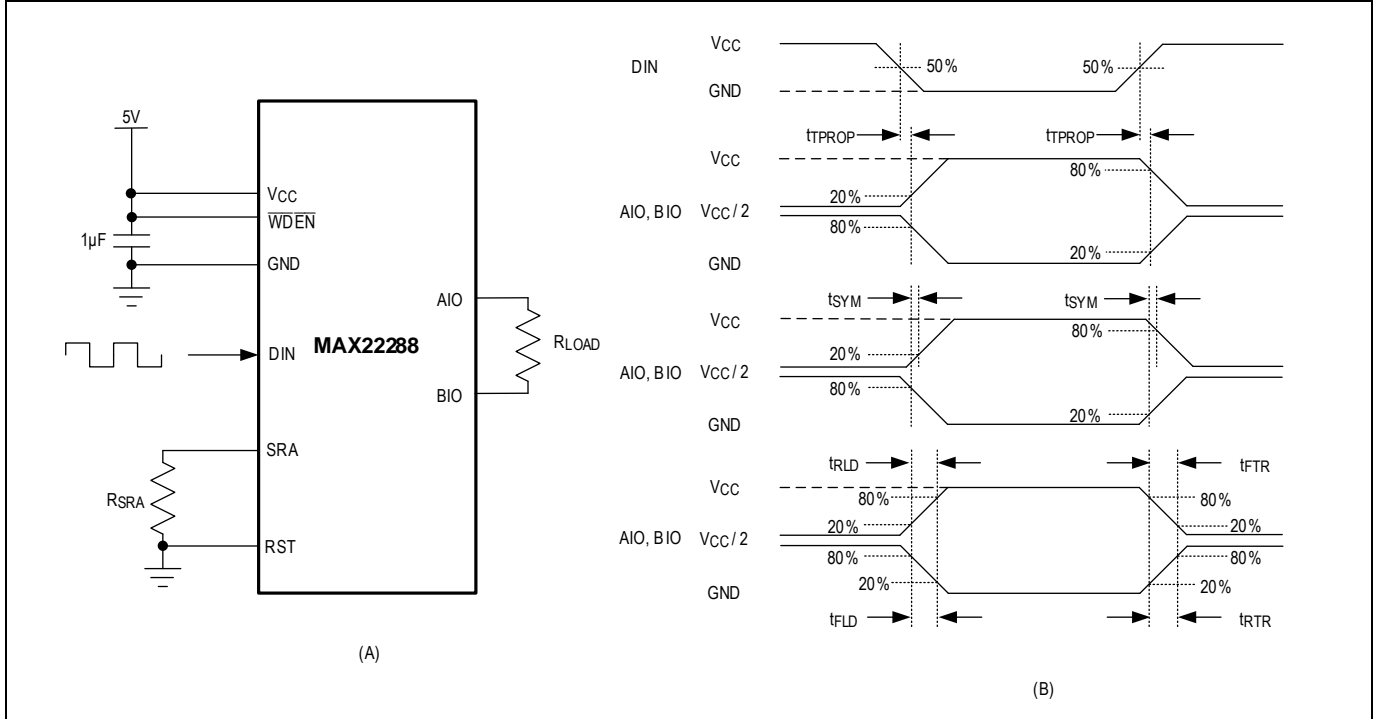 5V
VCC
WDEN
1µF
GND
AIO
MAX22288
DIN
RLOAD
BIO
SRA
RSRA
RST
(A)
VCC
DIN
50%
50%
GND
tTPROP
tTPROP
VCC
80%
20%
AIO, BIO VCC/2
80%
20%
GND
tSYM
tSYM
VCC
80%
20%
AIO, BIO VCC/2
80%
20%
GND
tRLD
tFTR
VCC
80%
80%
20%
20%
AIO, BIO VCC/2
80%
80%
20%
20%
GND
tFLD
tRTR
(B)